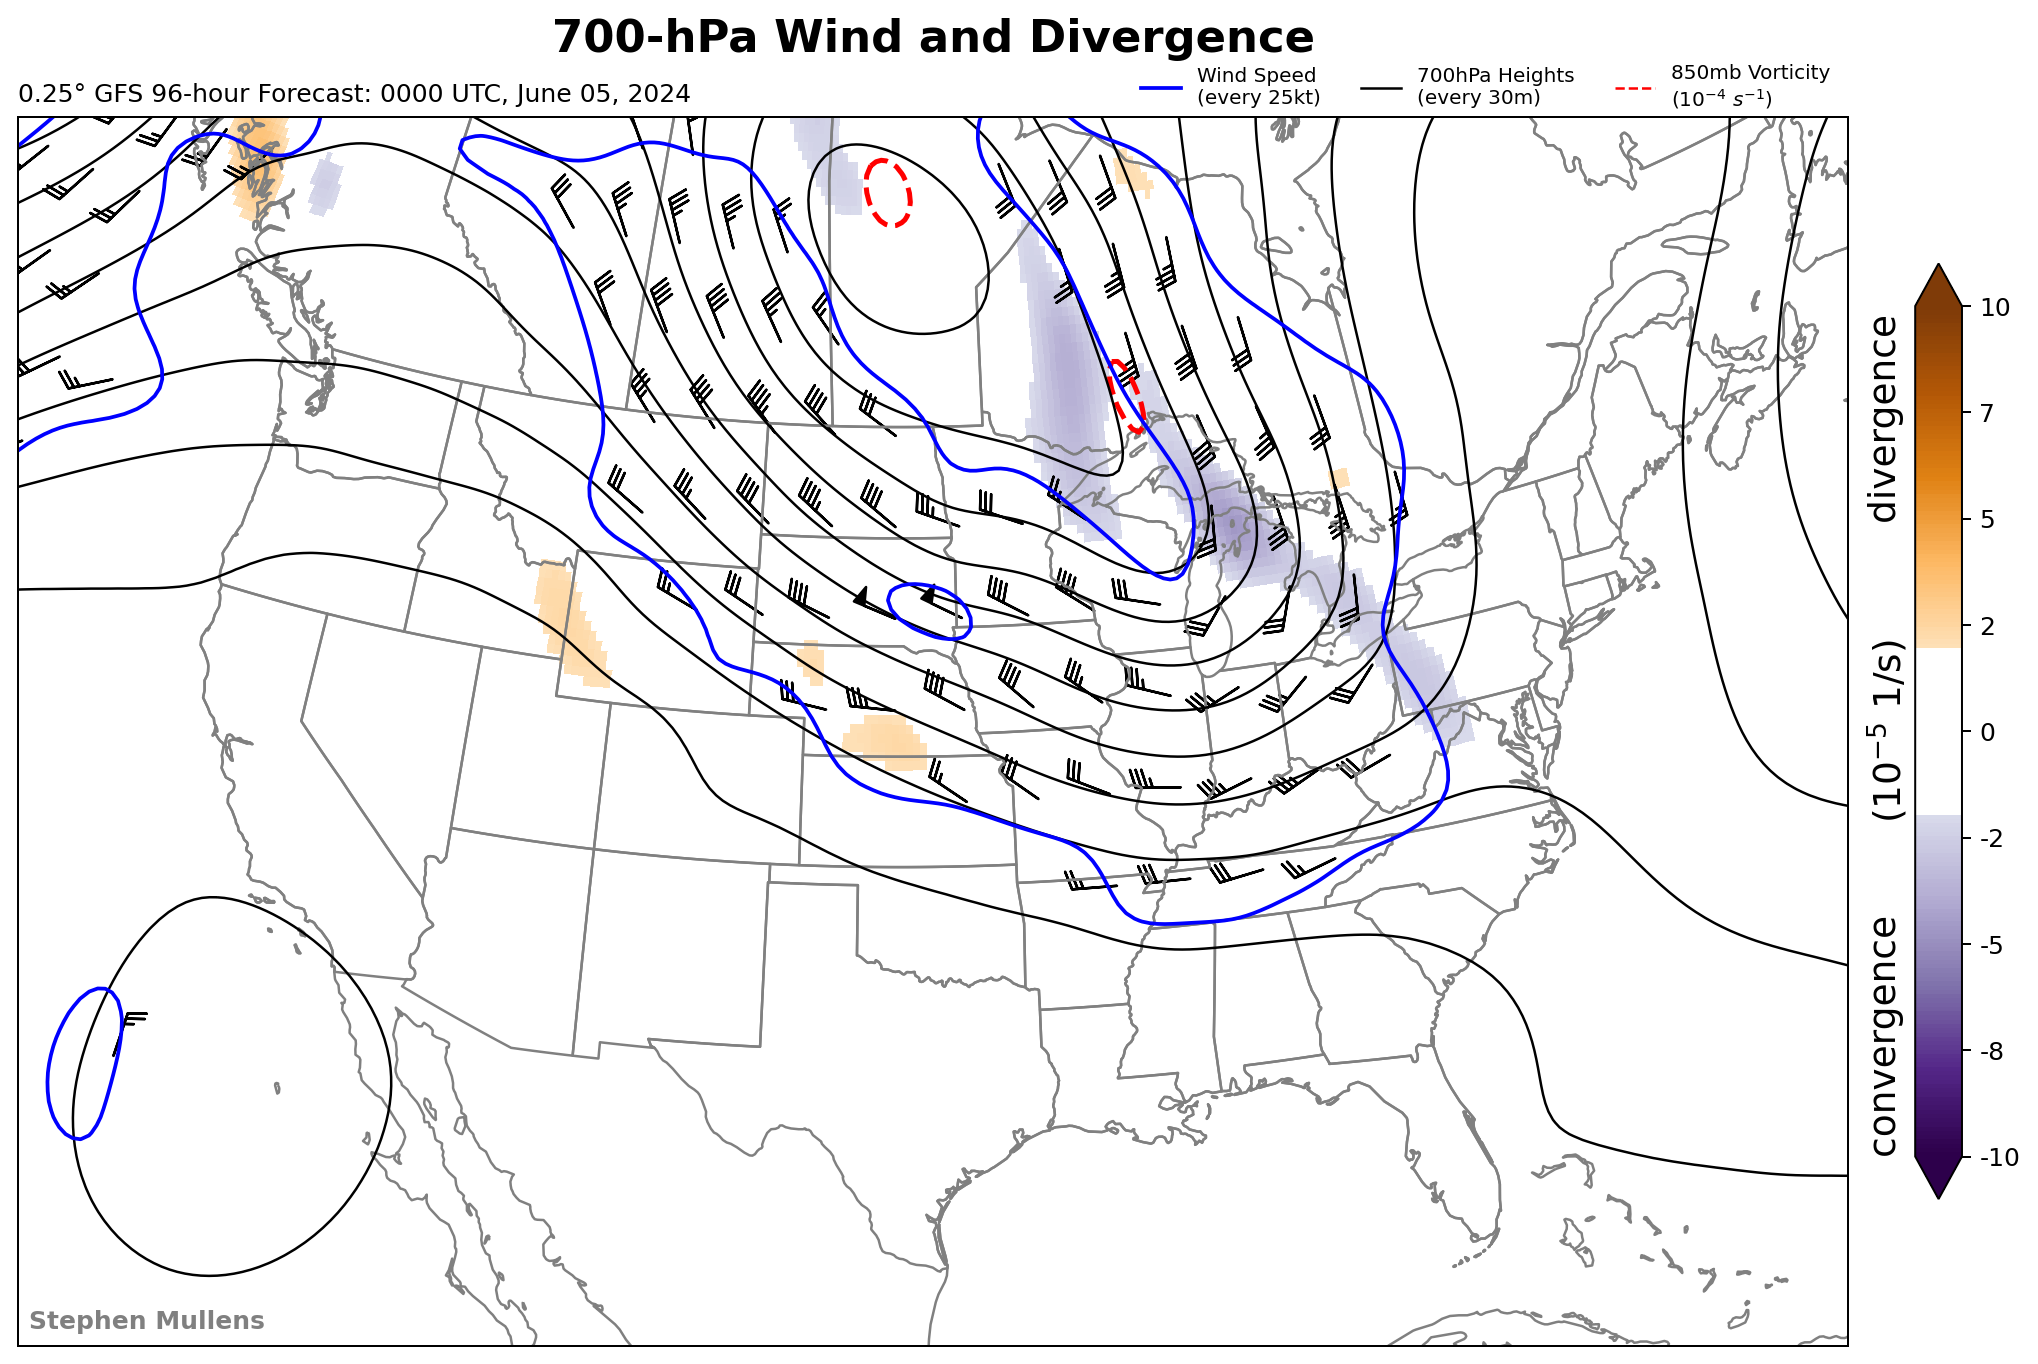 700-hPa Wind and Divergence
0.25° GFS 96-hour Forecast: 0000 UTC, June 05, 2024
Wind Speed
(every 25kt)
700hPa Heights
(every 30m)
850mb Vorticity
(10⁻⁴ s⁻¹)
10
7
5
2
0
-2
-5
-8
-10
convergence (10⁻⁵ 1/s) divergence
Stephen Mullens